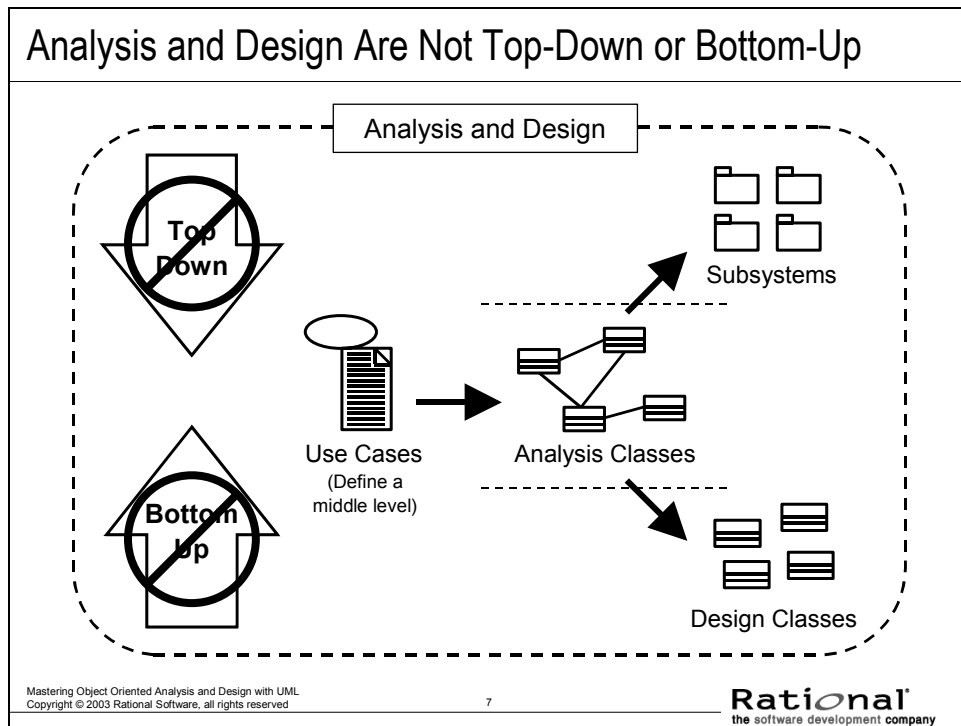 Analysis and Design Are Not Top-Down or Bottom-Up
Analysis and Design
Top
Down
Subsystems
Use Cases
(Define a
middle level)
Analysis Classes
Bottom
Up
Design Classes
Mastering Object Oriented Analysis and Design with UML
Copyright © 2003 Rational Software, all rights reserved
7
Rational
the software development company